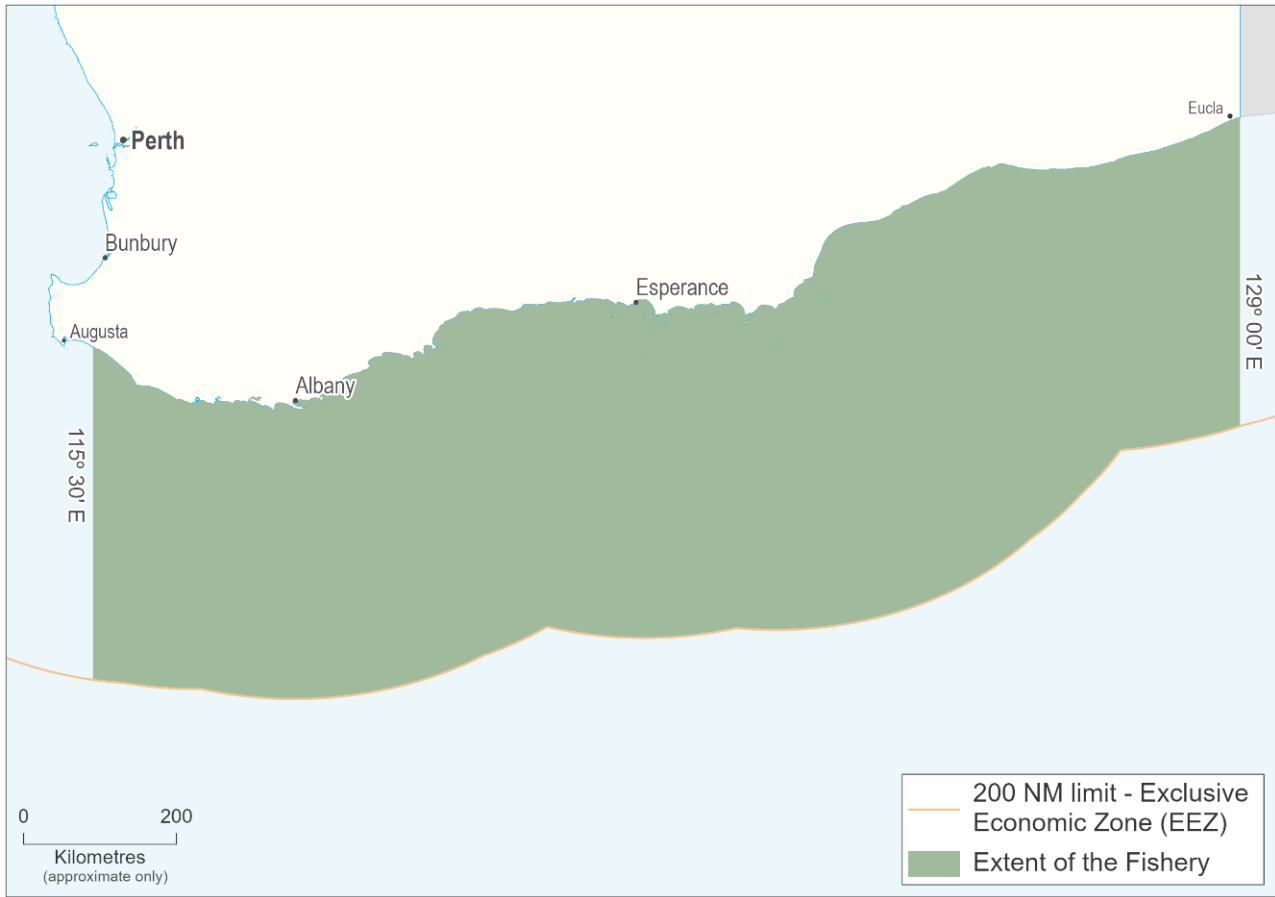 Eucla
Perth
Bunbury
Esperance
129° 00' E
Augusta
Albany
115° 30' E
200 NM limit - Exclusive
Economic Zone (EEZ)
Extent of the Fishery
0 200
Kilometres
(approximate only)